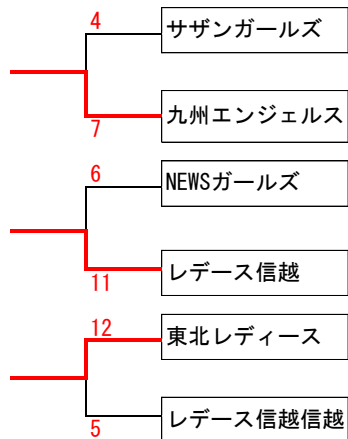 4
サザンガールズ
九州エンジェルス
7
6
NEWSガールズ
レデース信越
11
12
東北レディース
レデース信越信越
5